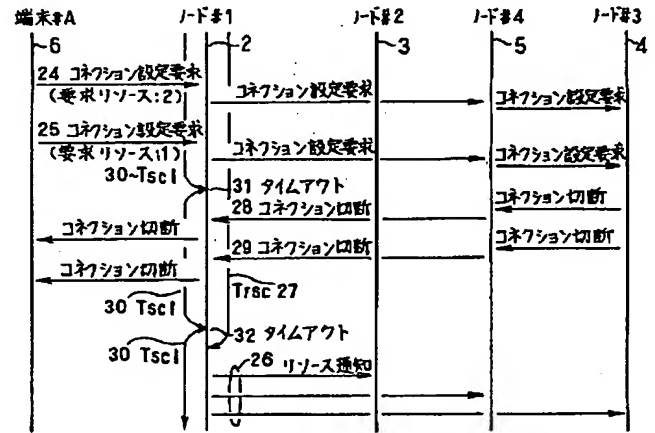 端末#A
ノード#1
ノード#2
ノード#4
ノード#3
6
2
3
5
4
24 コネクション設定要求
(要求リソース:2)
コネクション設定要求
コネクション設定要求
25 コネクション設定要求
(要求リソース:1)
コネクション設定要求
コネクション設定要求
30~Tscl
31 タイムアウト
28 コネクション切断
コネクション切断
コネクション切断
29 コネクション切断
コネクション切断
コネクション切断
Trsc 27
30 Tscl
32 タイムアウト
30 Tscl
26 リソース通知